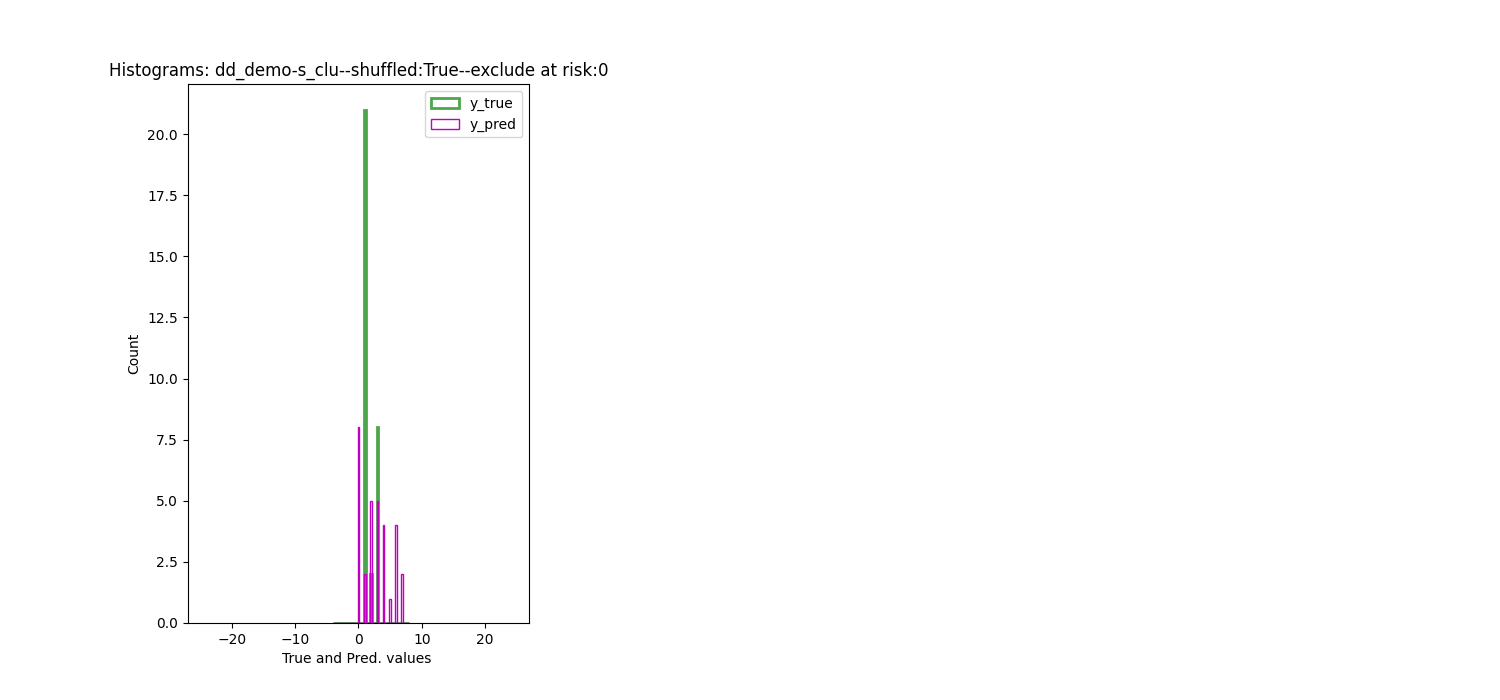 Histograms: dd_demo-s_clu--shuffled:True--exclude at risk:0
y_true
y_pred
20.0
17.5
15.0
12.5
10.0
7.5
5.0
2.5
0.0
Count
−20 −10 0 10 20
True and Pred. values